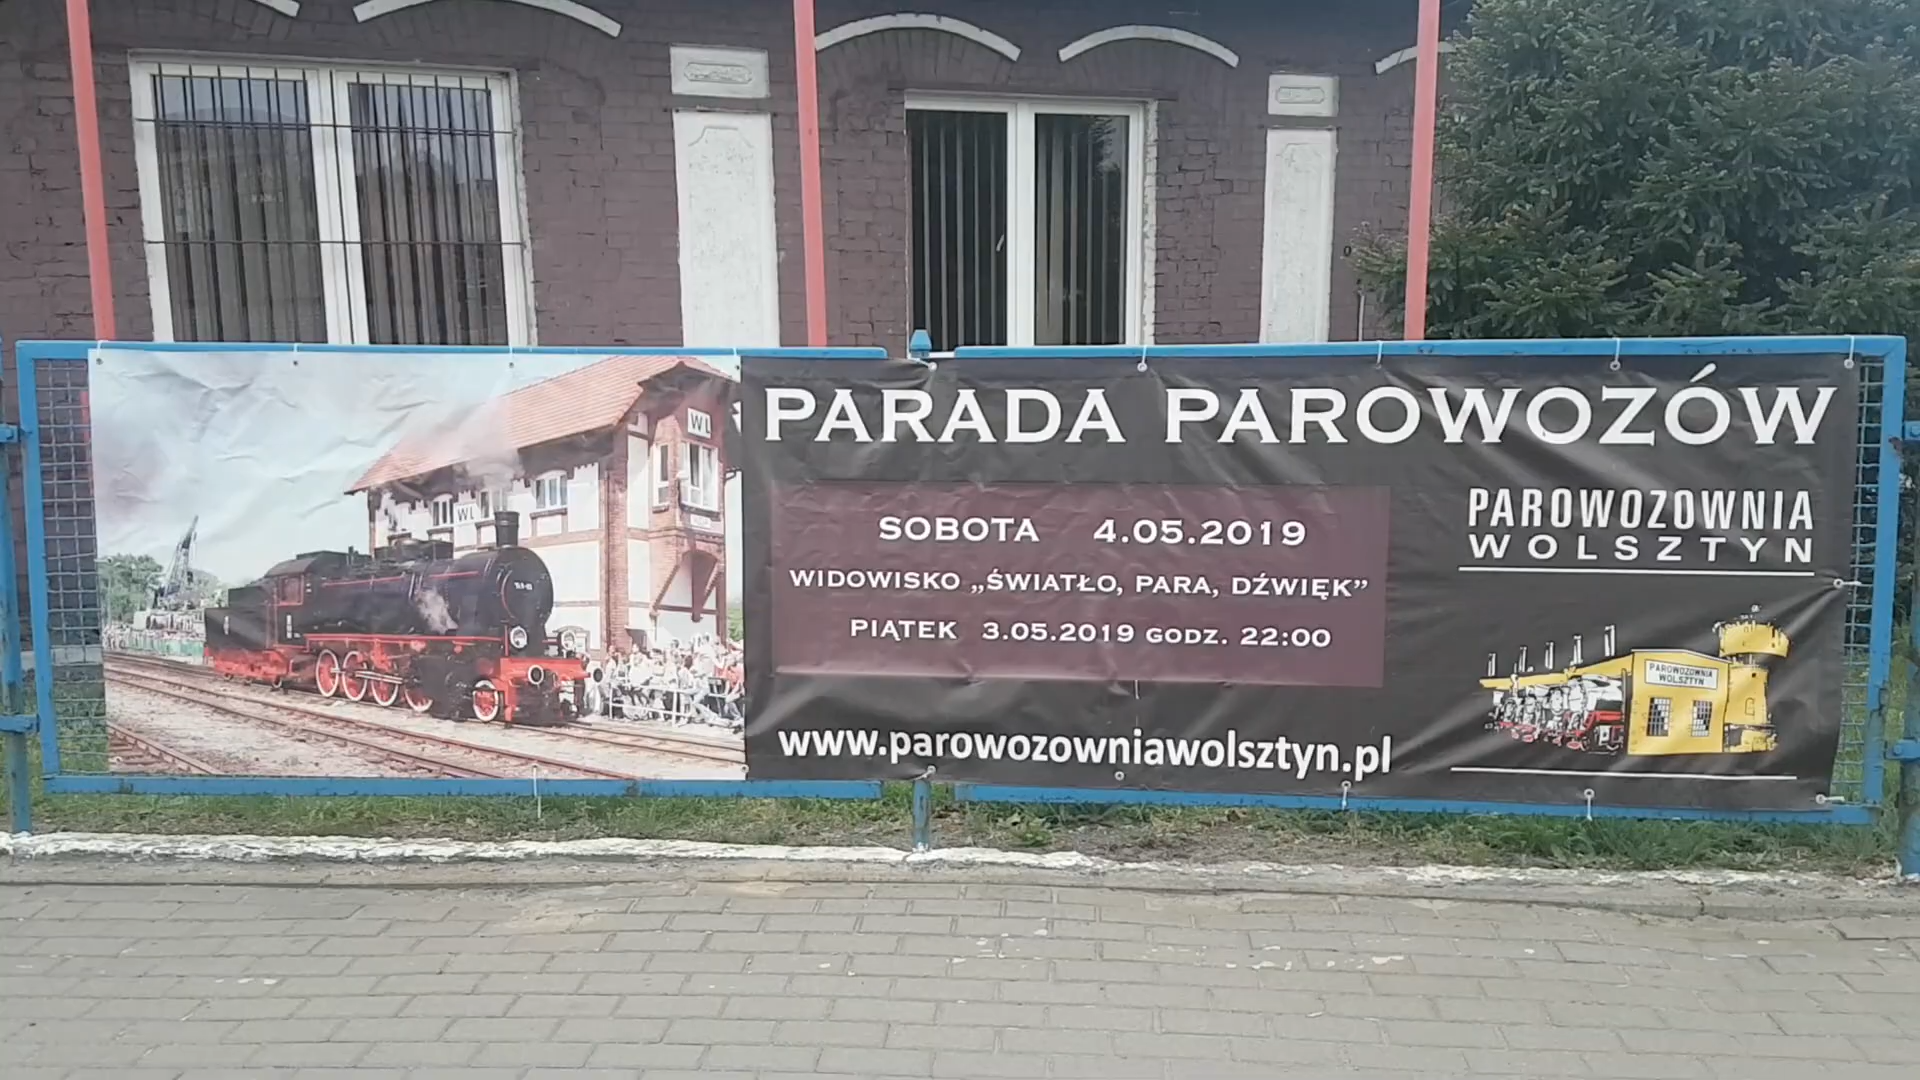 WL
WL
PARADA PAROWOZÓW
SOBOTA 4.05.2019
WIDOWISKO „ŚWIATŁO, PARA, DŹWIĘK”
PIĄTEK 3.05.2019 GODZ. 22:00
www.parowozowniawolsztyn.pl
PAROWOZOWNIA
WOLSZTYN
PAROWOZOWNIA
WOLSZTYN